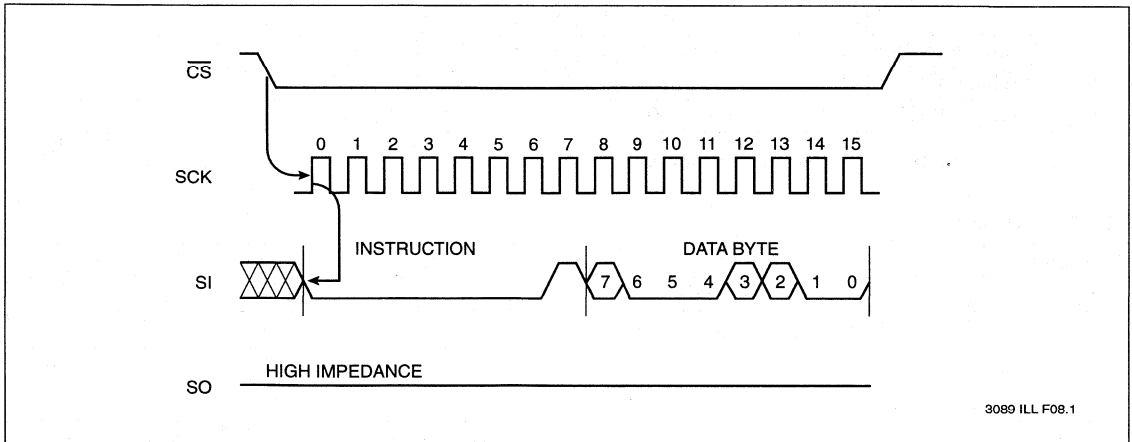 CS
0 1 2 3 4 5 6 7 8 9 10 11 12 13 14 15
SCK
INSTRUCTION DATA BYTE
SI 7 6 5 4 3 2 1 0
HIGH IMPEDANCE
SO
3089 ILL F08.1